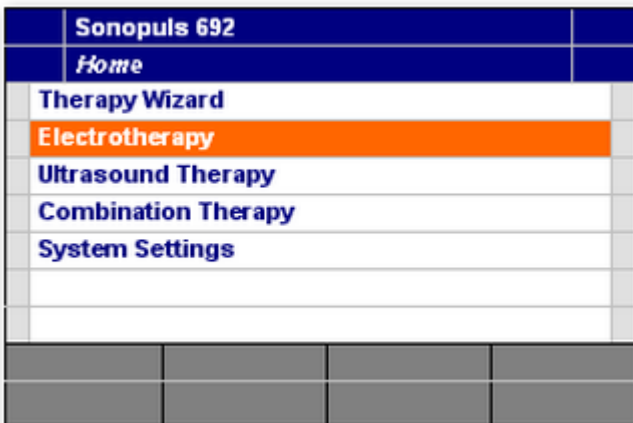 Sonopuls 692
Home
Therapy Wizard
Electrotherapy
Ultrasound Therapy
Combination Therapy
System Settings